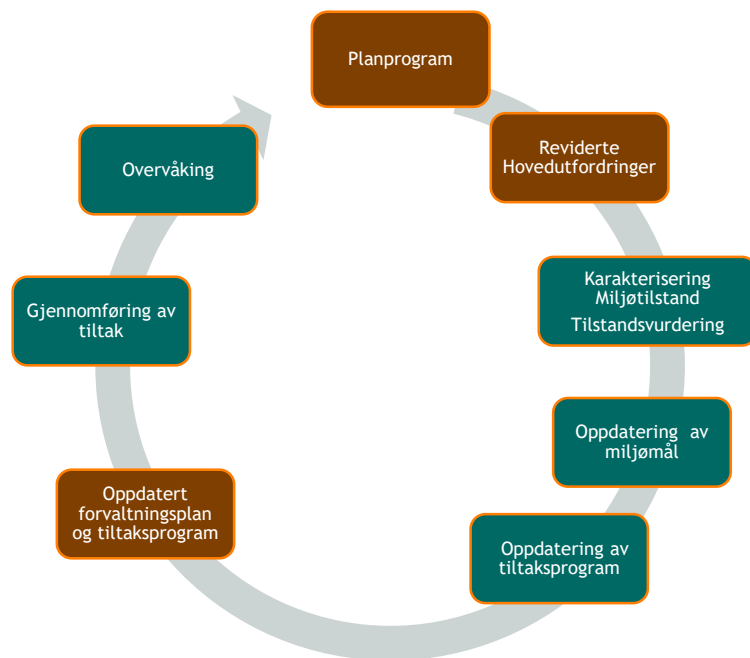 Planprogram
Reviderte
Hovedutfordringer
Karakterisering
Miljøtilstand
Tilstandsvurdering
Oppdatering av
miljømål
Oppdatering av
tiltaksprogram
Oppdatert
forvaltningsplan
og tiltaksprogram
Gjennomføring av
tiltak
Overvåking